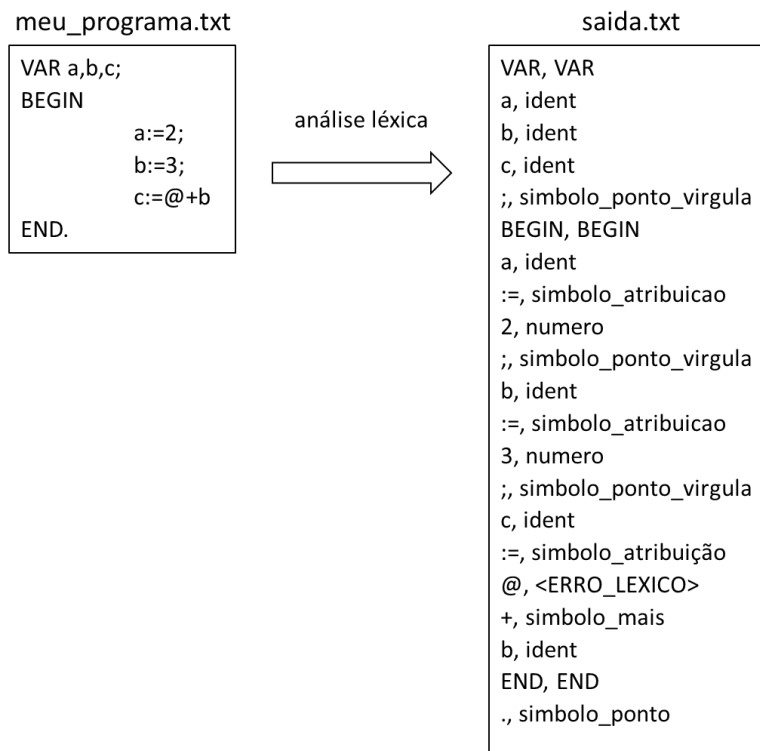 meu_programa.txt
VAR a,b,c;
BEGIN
a:=2;
b:=3;
c:=@+b
END.
análise léxica
saida.txt
VAR, VAR
a, ident
b, ident
c, ident
;, simbolo_ponto_virgula
BEGIN, BEGIN
a, ident
:=, simbolo_atribuicao
2, numero
;, simbolo_ponto_virgula
b, ident
:=, simbolo_atribuicao
3, numero
;, simbolo_ponto_virgula
c, ident
:=, simbolo_atribuição
@, <ERRO_LEXICO>
+, simbolo_mais
b, ident
END, END
., simbolo_ponto